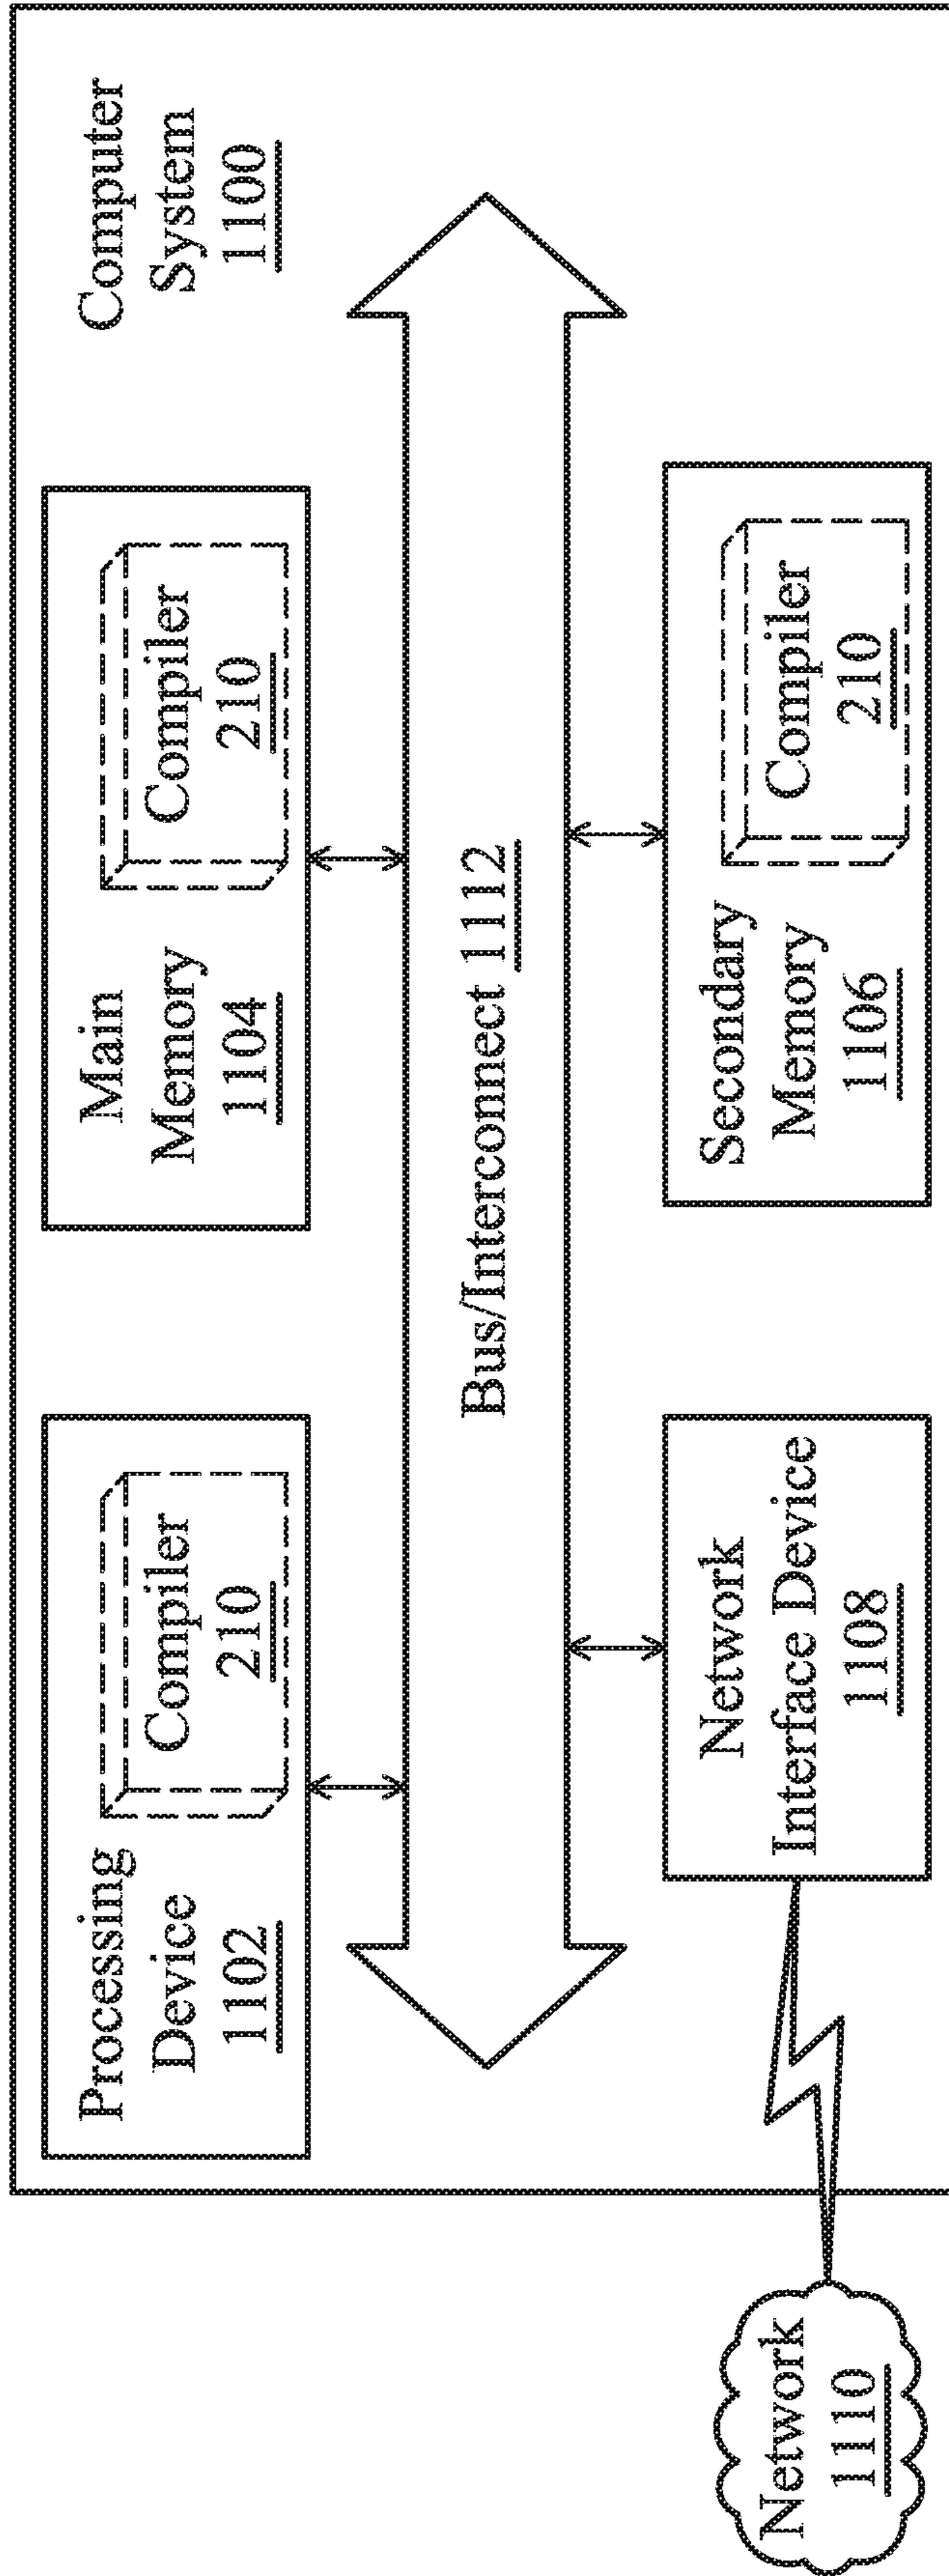 Computer
System
1100
Processing
Device
1102
Compiler
210
Main
Memory
1104
Compiler
210
Bus/Interconnect 1112
Network
Interface Device
1108
Secondary
Memory
1106
Compiler
210
Network
1110